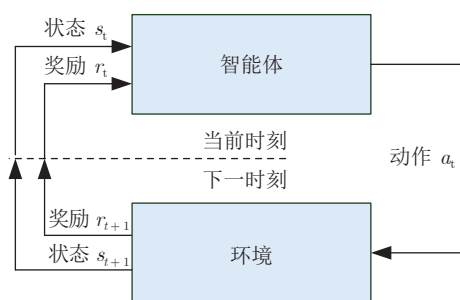 状态 s_t
奖励 r_t
智能体
当前时刻
下一时刻
动作 a_t
奖励 r_{t+1}
状态 s_{t+1}
环境